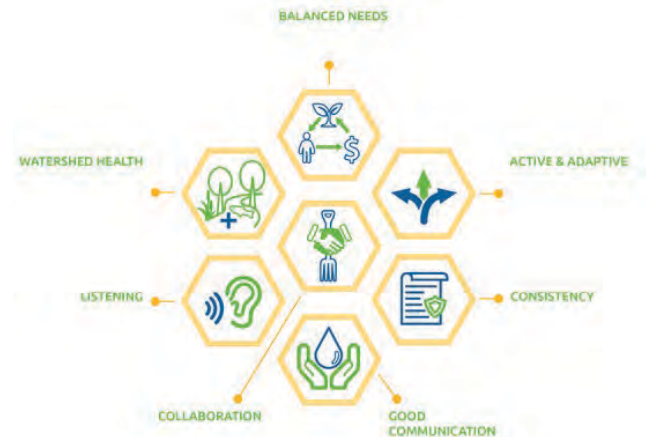 BALANCED NEEDS
WATERSHED HEALTH
ACTIVE & ADAPTIVE
$
LISTENING
CONSISTENCY
COLLABORATION
GOOD
COMMUNICATION